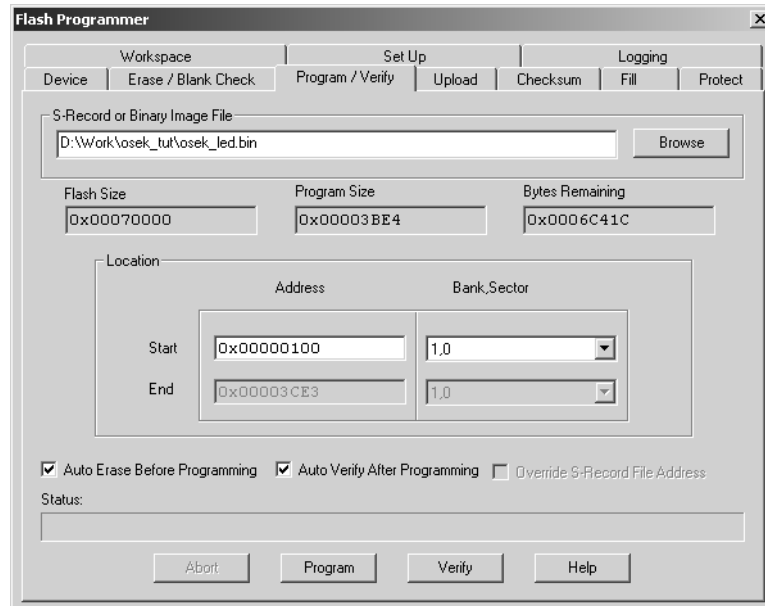 Flash Programmer
Workspace Set Up Logging
Device Erase / Blank Check Program / Verify Upload Checksum Fill Protect
S-Record or Binary Image File
D:\Work\osek_tut\osek_led.bin Browse
Flash Size Program Size Bytes Remaining
0x00070000 0x00003BE4 0x0006C41C
Location
Address Bank,Sector
Start 0x00000100 1,0
End 0x00003CE3 1,0
Auto Erase Before Programming Auto Verify After Programming Override S-Record File Address
Status:
Abort Program Verify Help